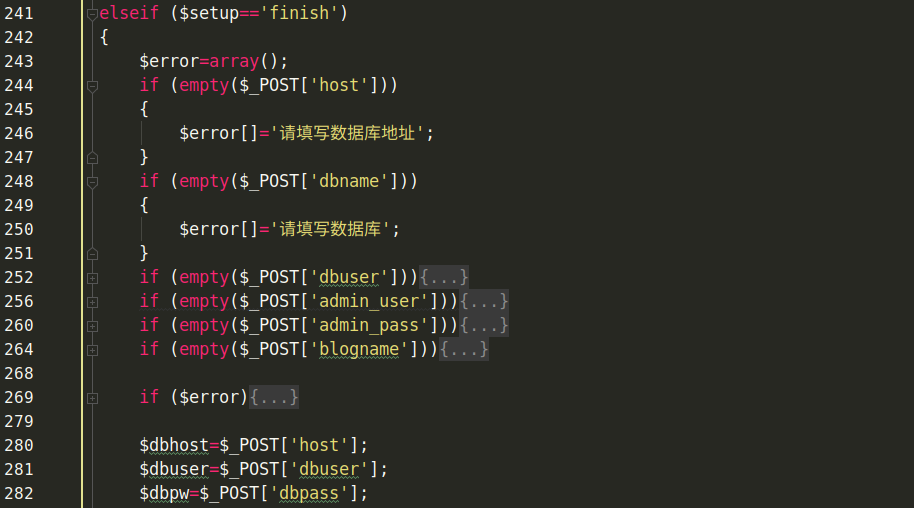 241 elseif ($setup=='finish')
242 {
243 $error=array();
244 if (empty($_POST['host']))
245 {
246 $error[]='请填写数据库地址';
247 }
248 if (empty($_POST['dbname']))
249 {
250 $error[]='请填写数据库';
251 }
252 if (empty($_POST['dbuser'])){...}
256 if (empty($_POST['admin_user'])){...}
260 if (empty($_POST['admin_pass'])){...}
264 if (empty($_POST['blogname'])){...}
268
269 if ($error){...}
279
280 $dbhost=$_POST['host'];
281 $dbuser=$_POST['dbuser'];
282 $dbpw=$_POST['dbpass'];